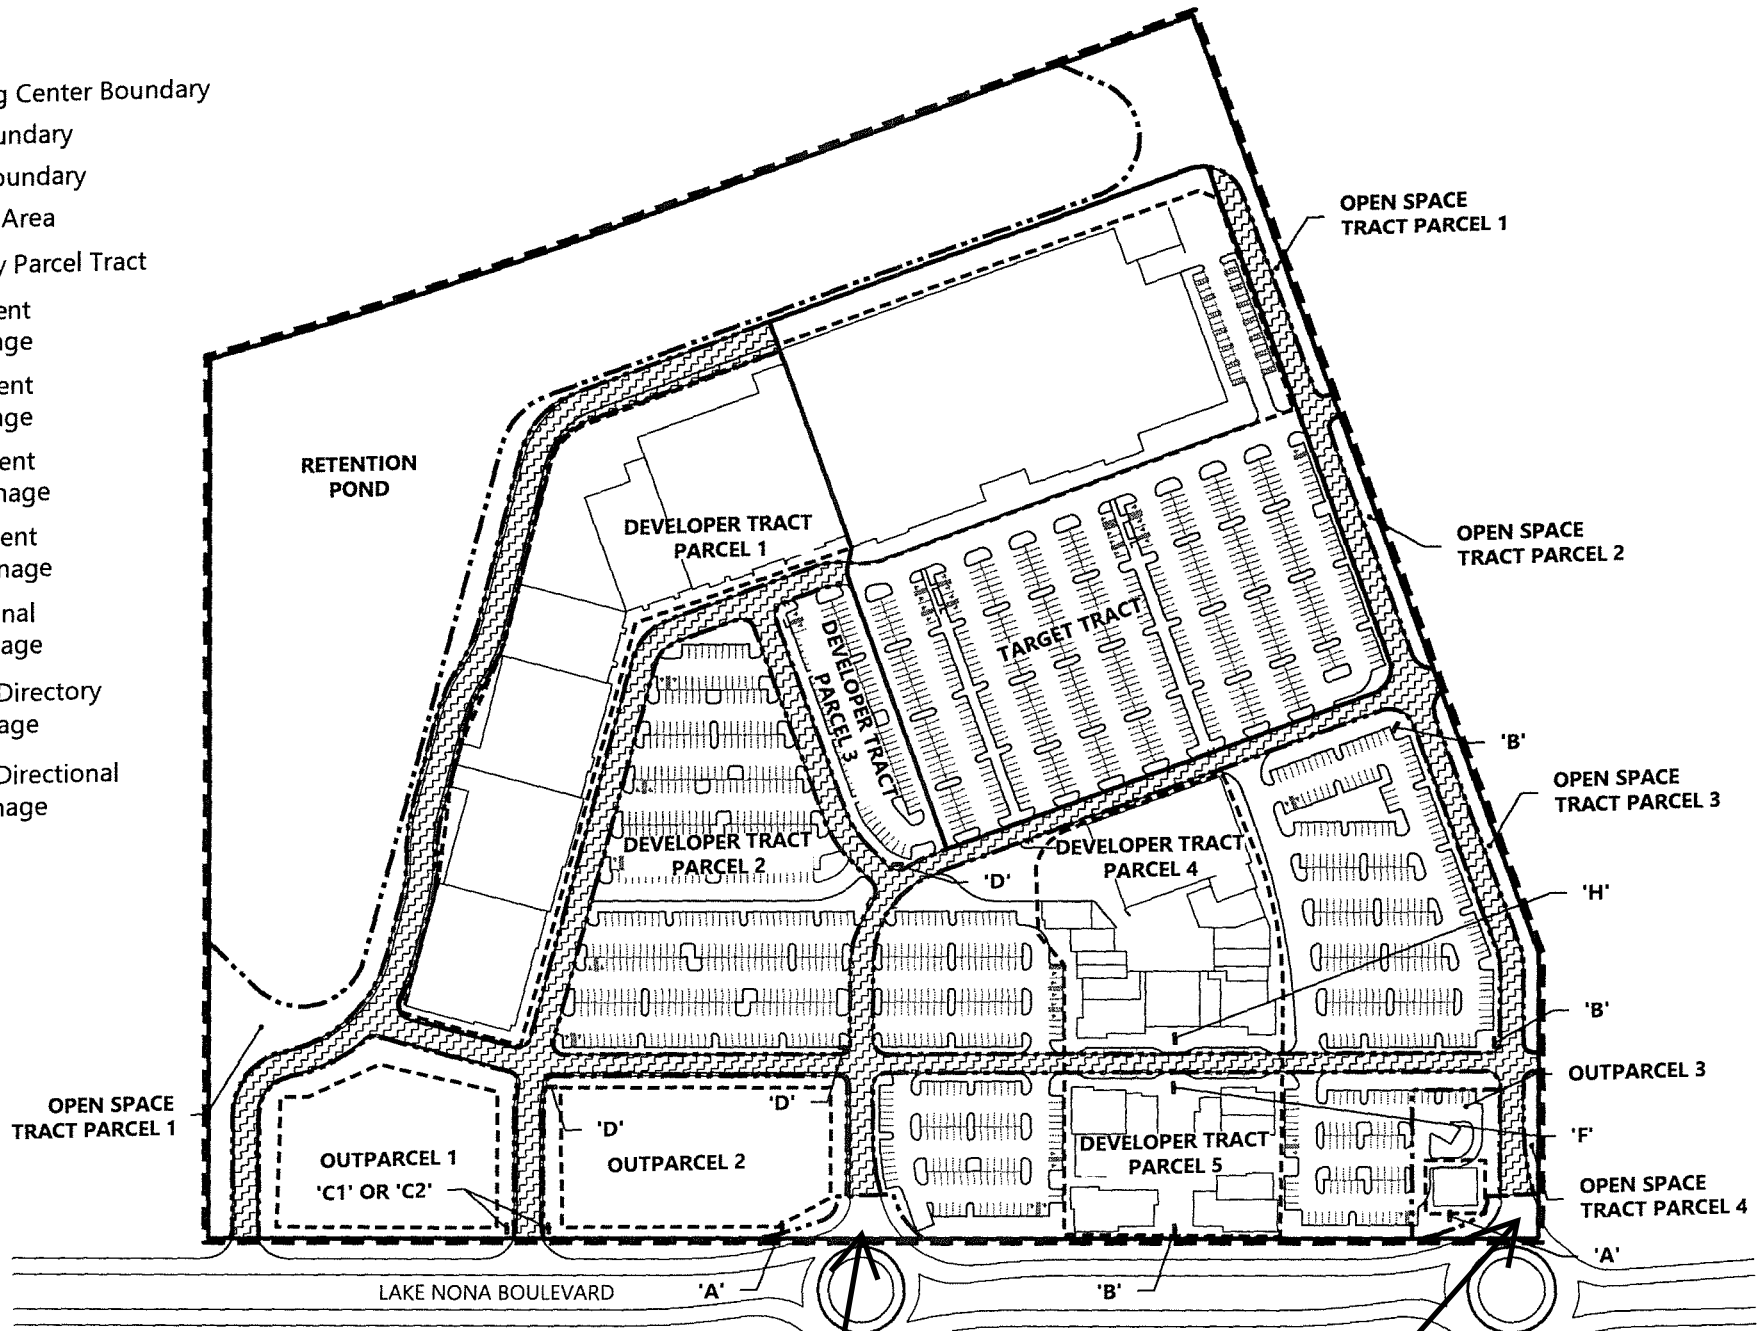 g Center Boundary
undary
oundary
Area
y Parcel Tract
ent
age
ent
age
ent
nage
ent
nage
nal
age
Directory
age
Directional
nage
OPEN SPACE
TRACT PARCEL 1
RETENTION
POND
DEVELOPER TRACT
PARCEL 1
OPEN SPACE
TRACT PARCEL 2
TARGET TRACT
DEVELOPER TRACT
PARCEL 3
'B'
OPEN SPACE
TRACT PARCEL 3
DEVELOPER TRACT
PARCEL 2
DEVELOPER TRACT
PARCEL 4
'D'
'H'
'B'
OUTPARCEL 3
OPEN SPACE
TRACT PARCEL 1
'D'
'D'
'F'
OUTPARCEL 1
'C1' OR 'C2'
OUTPARCEL 2
DEVELOPER TRACT
PARCEL 5
OPEN SPACE
TRACT PARCEL 4
'A'
LAKE NONA BOULEVARD
'A'
'B'